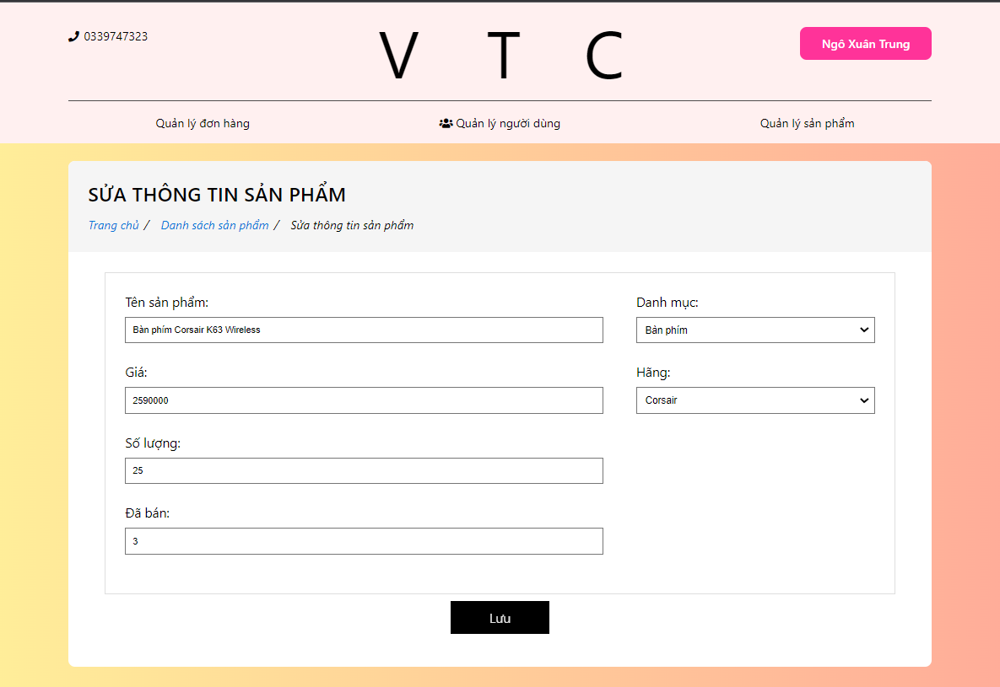 0339747323
V T C
Ngô Xuân Trung
Quản lý đơn hàng
Quản lý người dùng
Quản lý sản phẩm
SỬA THÔNG TIN SẢN PHẨM
Trang chủ / Danh sách sản phẩm / Sửa thông tin sản phẩm
Tên sản phẩm:
Bàn phím Corsair K63 Wireless
Danh mục:
Bàn phím
Giá:
2590000
Hãng:
Corsair
Số lượng:
25
Đã bán:
3
Lưu